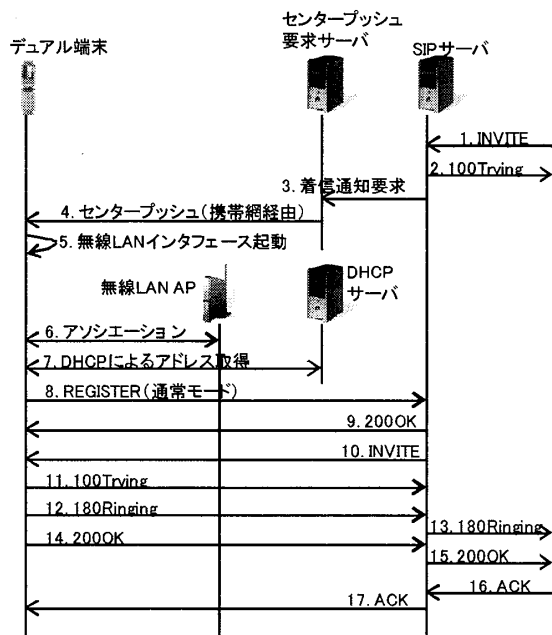 デュアル端末
センタープッシュ
要求サーバ
SIPサーバ
1.INVITE
2.100Trving
3.着信通知要求
4.センタープッシュ(携帯網経由)
5.無線LANインタフェース起動
無線LAN AP
DHCP
サーバ
6.アソシエーション
7.DHCPによるアドレス取得
8.REGISTER(通常モード)
9.200OK
10.INVITE
11.100Trving
12.180Ringing
13.180Ringing
14.200OK
15.200OK
16.ACK
17.ACK